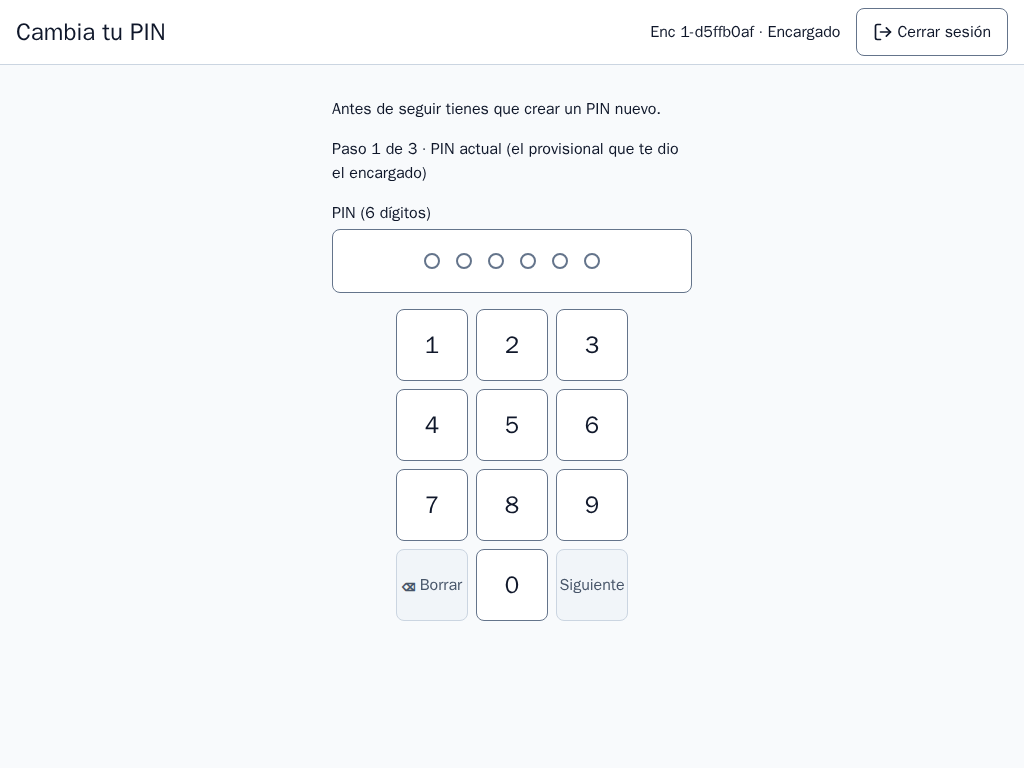 Cambia tu PIN
Enc 1-d5ffb0af · Encargado
Cerrar sesión
Antes de seguir tienes que crear un PIN nuevo.
Paso 1 de 3 · PIN actual (el provisional que te dio
el encargado)
PIN (6 dígitos)
1 2 3
4 5 6
7 8 9
⌫ Borrar 0 Siguiente